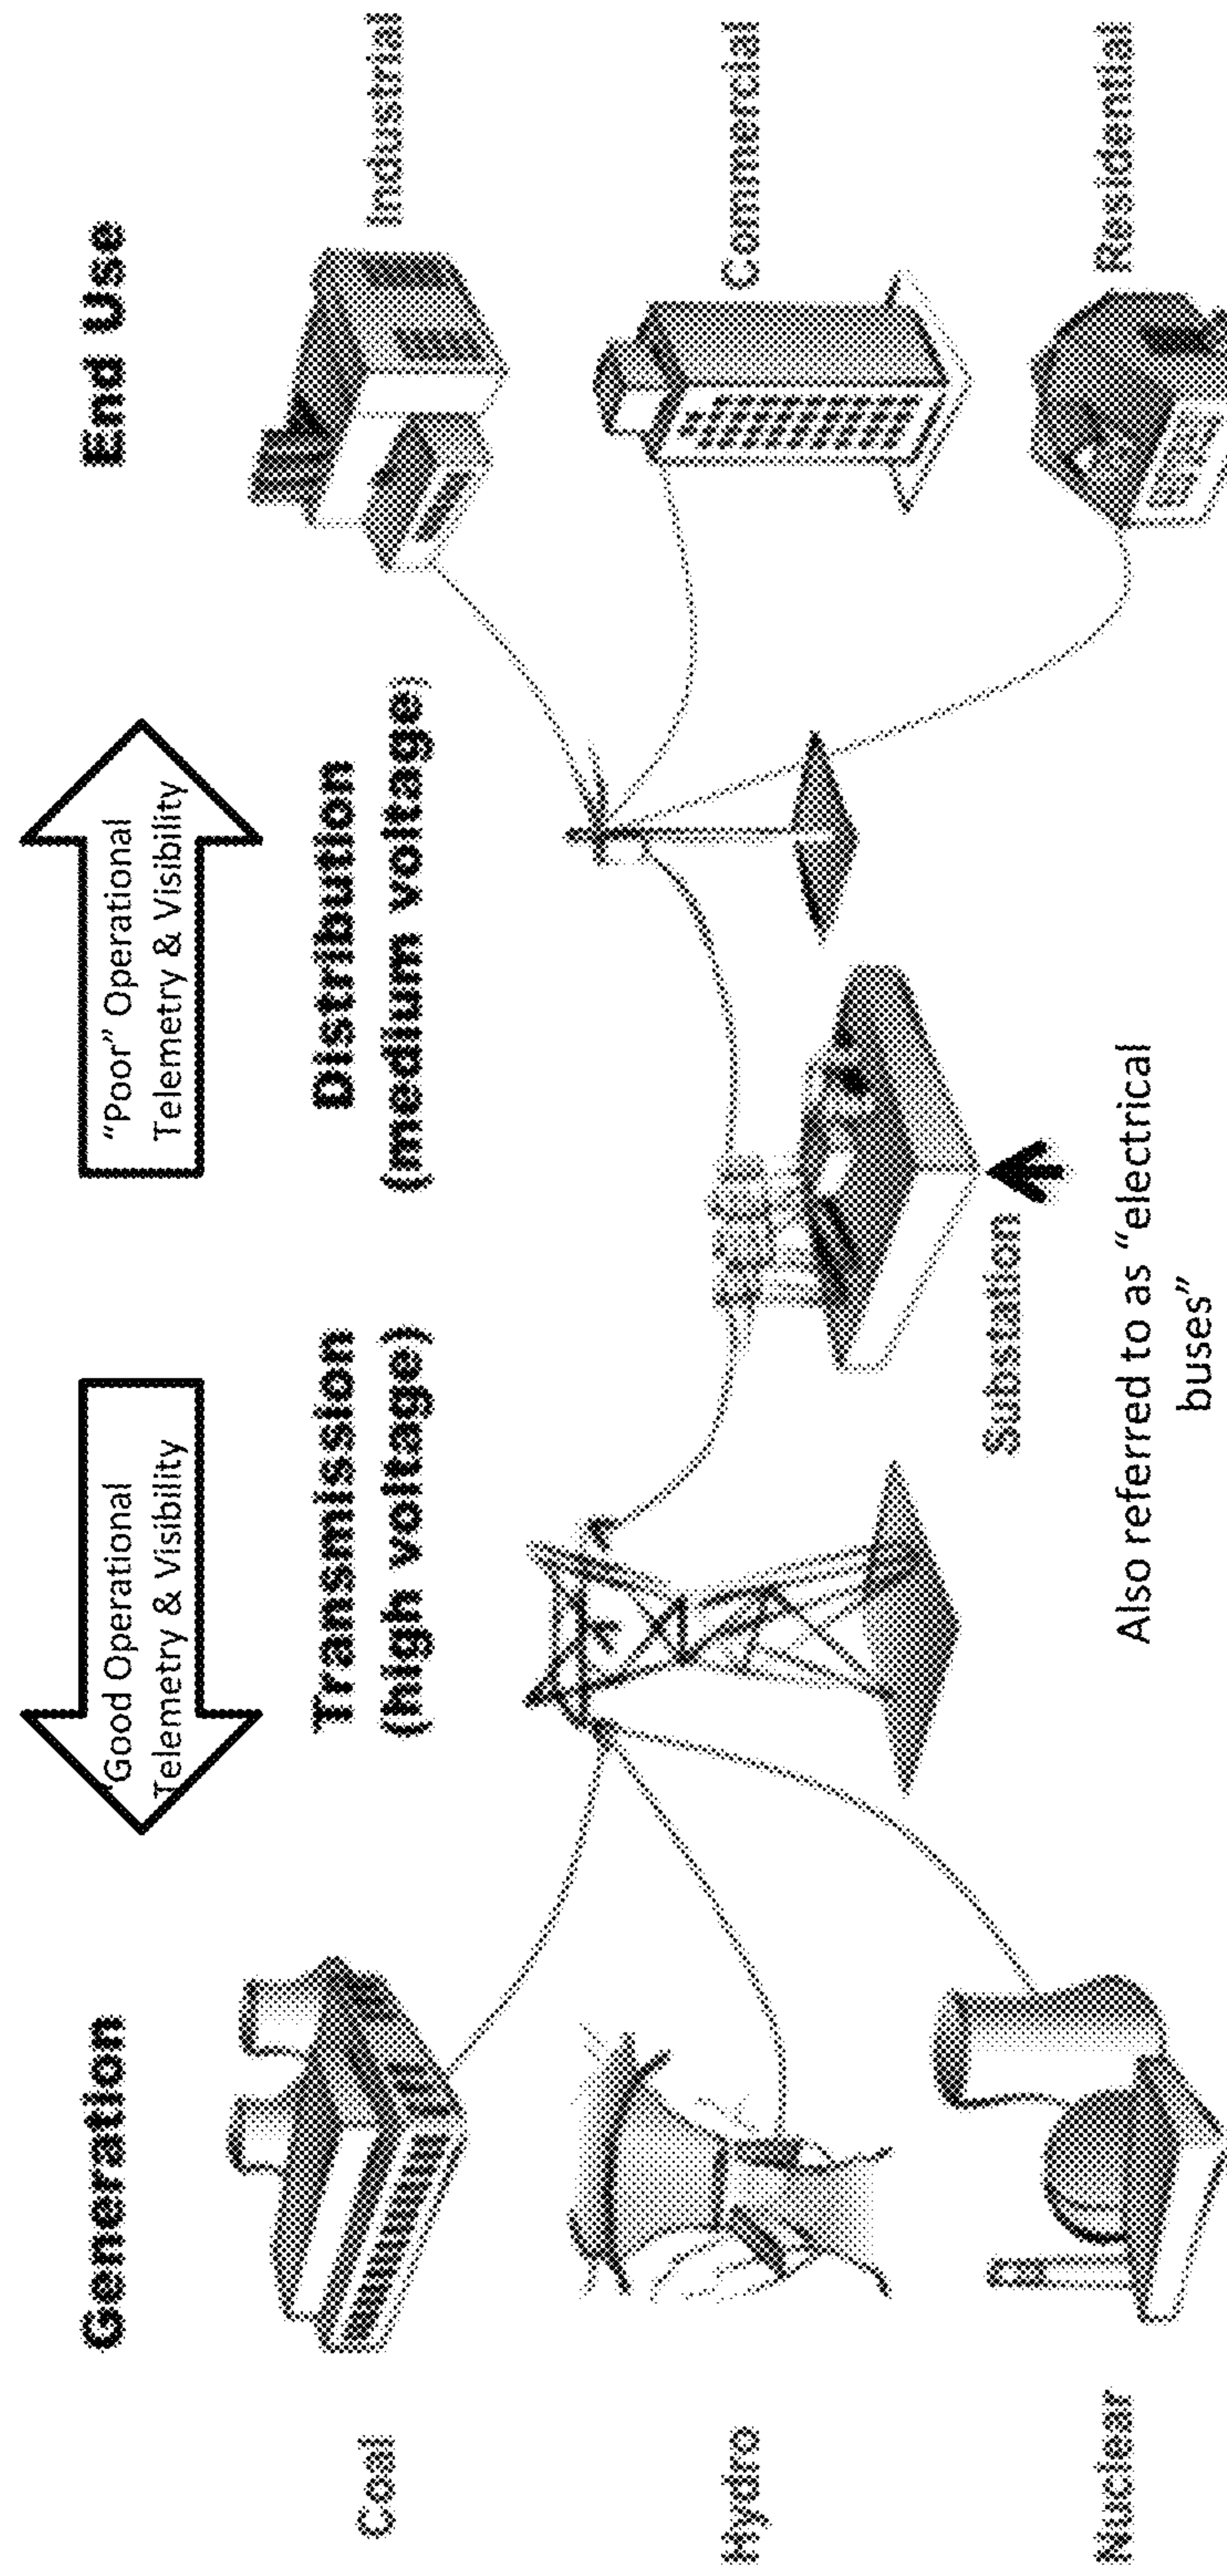 Generation
"Good Operational
Telemetry & Visibility
"Poor" Operational
Telemetry & Visibility
End Use
Transmission
(high voltage)
Distribution
(medium voltage)
Coal
Industrial
Hydro
Commercial
Substation
Nuclear
Residential
Also referred to as "electrical
buses"